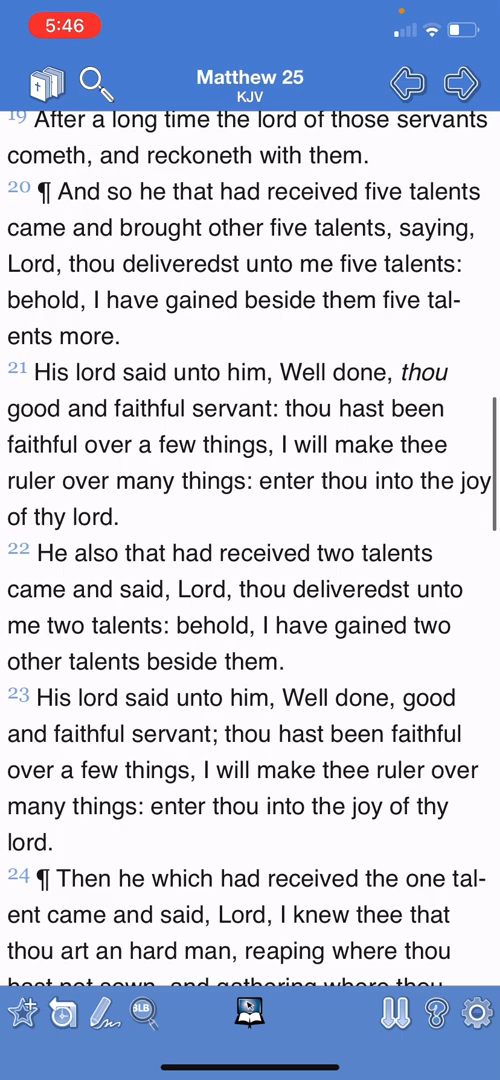 5:46
Matthew 25
KJV
19 After a long time the lord of those servants
cometh, and reckoneth with them.
20 ¶ And so he that had received five talents
came and brought other five talents, saying,
Lord, thou deliveredst unto me five talents:
behold, I have gained beside them five tal-
ents more.
21 His lord said unto him, Well done, thou
good and faithful servant: thou hast been
faithful over a few things, I will make thee
ruler over many things: enter thou into the joy
of thy lord.
22 He also that had received two talents
came and said, Lord, thou deliveredst unto
me two talents: behold, I have gained two
other talents beside them.
23 His lord said unto him, Well done, good
and faithful servant; thou hast been faithful
over a few things, I will make thee ruler over
many things: enter thou into the joy of thy
lord.
24 ¶ Then he which had received the one tal-
ent came and said, Lord, I knew thee that
thou art an hard man, reaping where thou
hast not sown, and gathering where thou
BLB